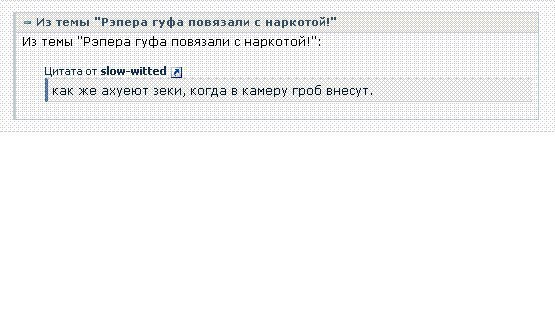 = Из темы "Рэпера гуфа повязали с наркотой!"
Из темы "Рэпера гуфа повязали с наркотой!":
Цитата от slow-witted
как же ахуеют зеки, когда в камеру гроб внесут.